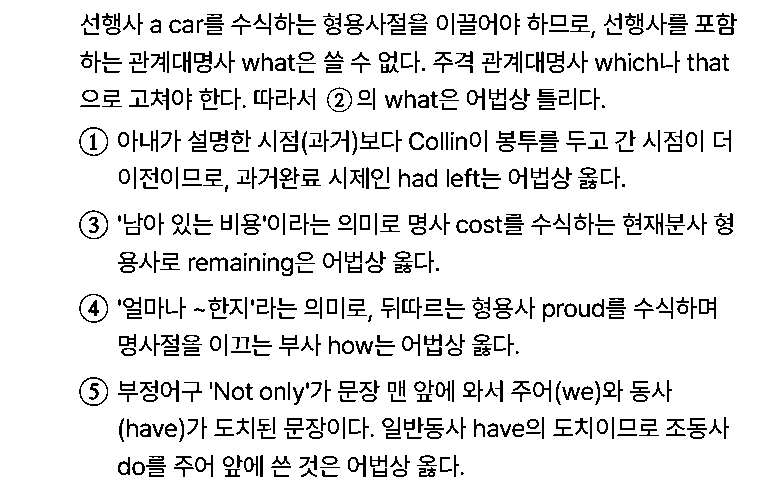 선행사 a car를 수식하는 형용사절을 이끌어야 하므로, 선행사를 포함
하는 관계대명사 what은 쓸 수 없다. 주격 관계대명사 which나 that
으로 고쳐야 한다. 따라서 ②의 what은 어법상 틀리다.
① 아내가 설명한 시점(과거)보다 Collin이 봉투를 두고 간 시점이 더
이전이므로, 과거완료 시제인 had left는 어법상 옳다.
③ '남아 있는 비용'이라는 의미로 명사 cost를 수식하는 현재분사 형
용사로 remaining은 어법상 옳다.
④ '얼마나 ~한지'라는 의미로, 뒤따르는 형용사 proud를 수식하며
명사절을 이끄는 부사 how는 어법상 옳다.
⑤ 부정어구 'Not only'가 문장 맨 앞에 와서 주어(we)와 동사
(have)가 도치된 문장이다. 일반동사 have의 도치이므로 조동사
do를 주어 앞에 쓴 것은 어법상 옳다.